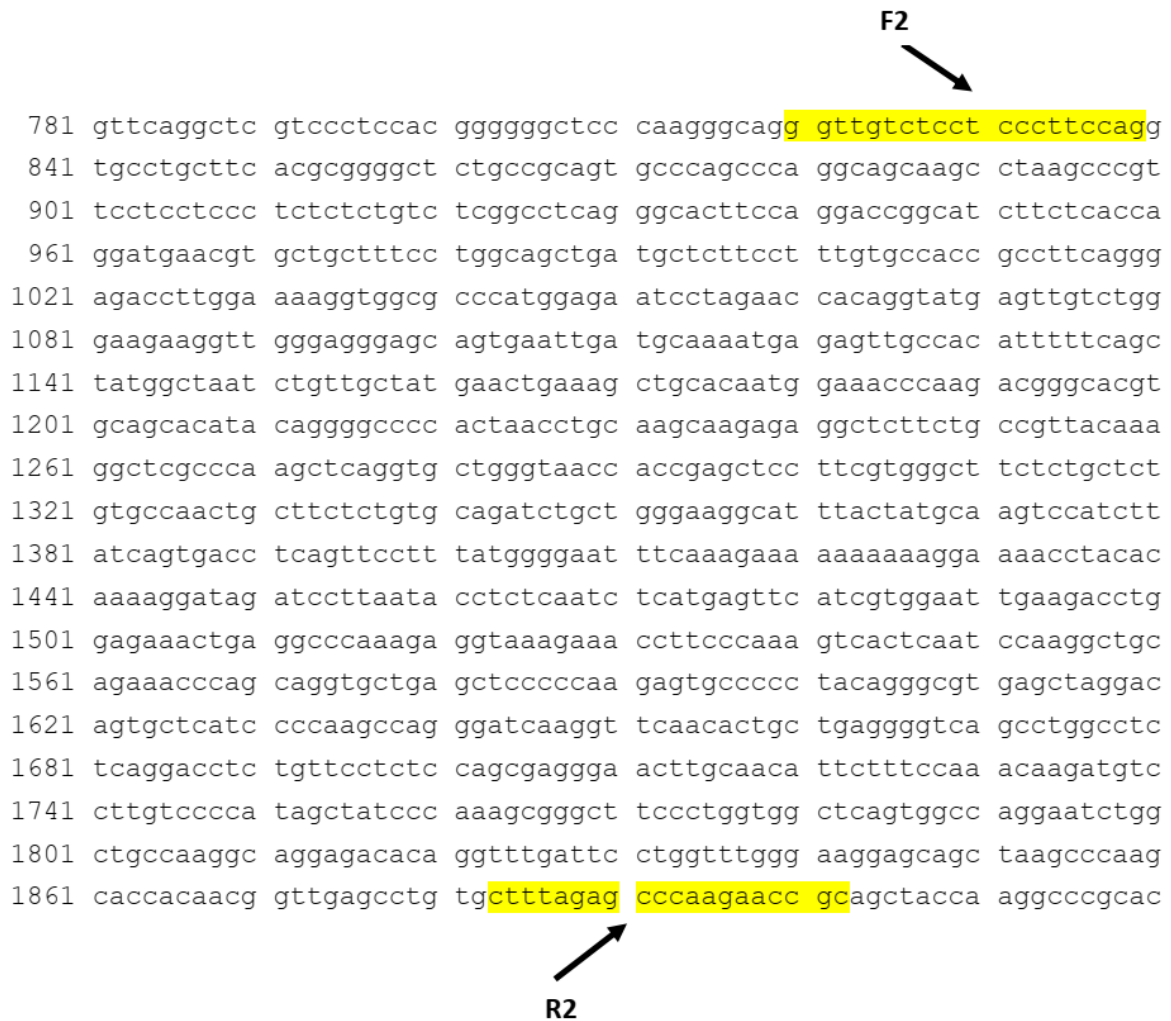 F2
781 gttcaggctc gtccctccac ggggggctcc caagggcagg gttgtctcct cccttccagg
841 tgcctgcttc acgcggggct ctgccgcagt gcccagccca ggcagcaagc ctaagcccgt
901 tcctcctccc tctctctgtc tcggcctcag ggcacttcca ggaccggcat cttctcacca
961 ggatgaacgt gctgctttcc tggcagctga tgctcttcct ttgtgccacc gccttcaggg
1021 agaccttgga aaaggtggcg cccatggaga atcctagaac cacaggtatg agttgtctgg
1081 gaagaaggtt gggagggagc agtgaattga tgcaaaatga gagttgccac atttttcagc
1141 tatggctaat ctgttgctat gaactgaaag ctgcacaatg gaaacccaag acgggcacgt
1201 gcagcacata caggggcccc actaacctgc aagcaagaga ggctcttctg ccgttacaaa
1261 ggctcgccca agctcaggtg ctgggtaacc accgagctcc ttcgtgggct tctctgctct
1321 gtgccaactg cttctctgtg cagatctgct gggaaggcat ttactatgca agtccatctt
1381 atcagtgacc tcagttcctt tatggggaat ttcaaagaaa aaaaaaagga aaacctacac
1441 aaaaggatag atccttaata cctctcaatc tcatgagttc atcgtggaat tgaagacctg
1501 gagaaactga ggcccaaaga ggtaaagaaa ccttcccaaa gtcactcaat ccaaggctgc
1561 agaaacccag caggtgctga gctcccccaa gagtgccccc tacagggcgt gagctaggac
1621 agtgctcatc cccaagccag ggatcaaggt tcaacactgc tgaggggtca gcctggcctc
1681 tcaggacctc tgttcctctc cagcgaggga acttgcaaca ttctttccaa acaagatgtc
1741 cttgtcccca tagctatccc aaagcgggct tccctggtgg ctcagtggcc aggaatctgg
1801 ctgccaaggc aggagacaca ggtttgattc ctggtttggg aaggagcagc taagcccaag
1861 caccacaacg gttgagcctg tgctttagag cccaagaacc gcagctacca aggcccgcac
R2